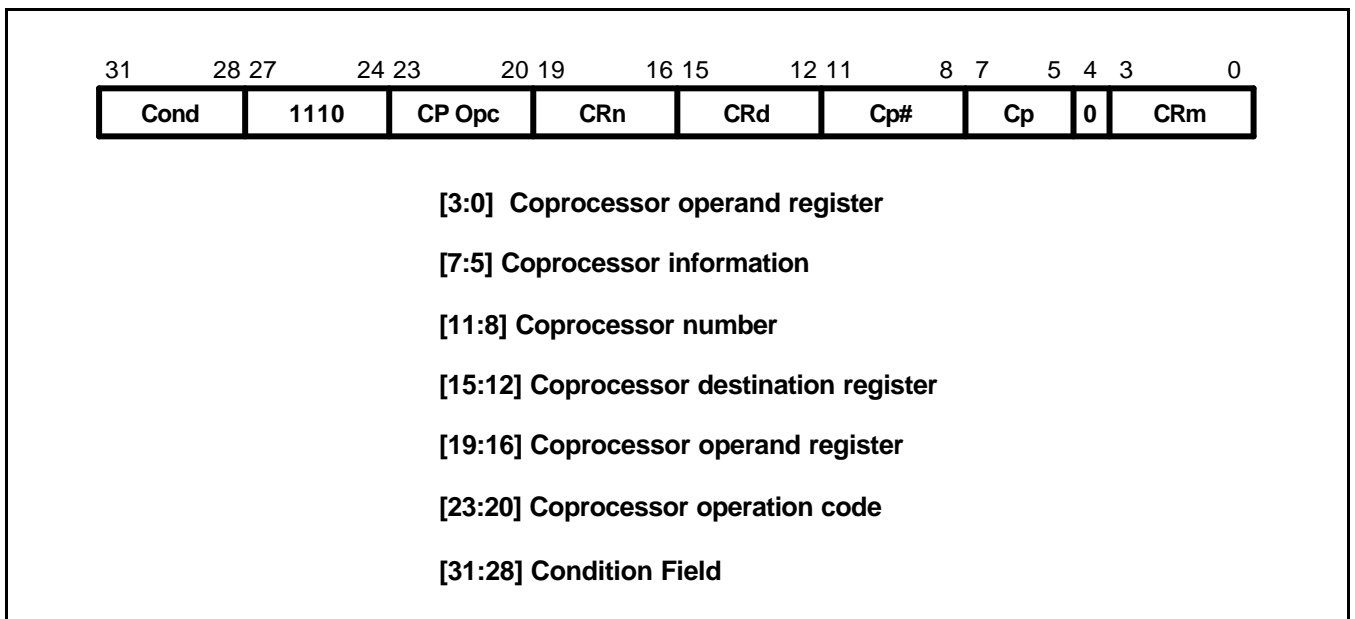 31 28 27 24 23 20 19 16 15 12 11 8 7 5 4 3 0
Cond 1110 CP Opc CRn CRd Cp# Cp 0 CRm
[3:0] Coprocessor operand register
[7:5] Coprocessor information
[11:8] Coprocessor number
[15:12] Coprocessor destination register
[19:16] Coprocessor operand register
[23:20] Coprocessor operation code
[31:28] Condition Field